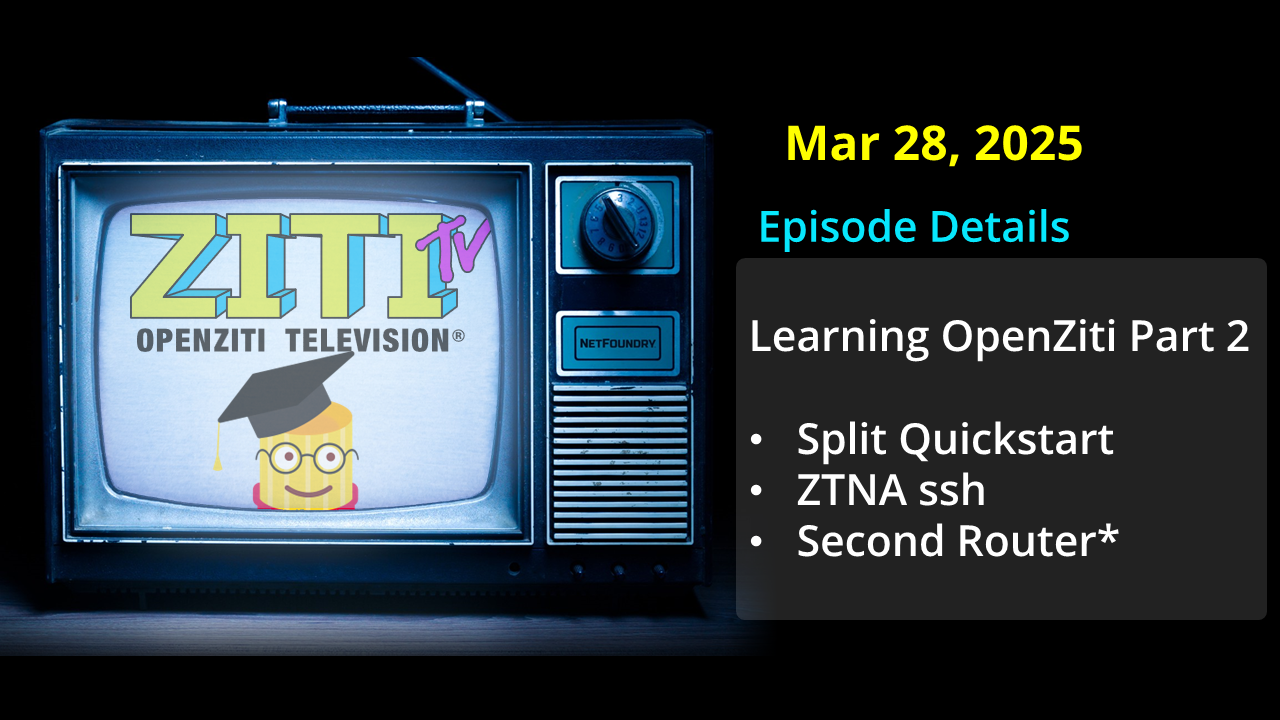 ZITI TV
OPENZITI TELEVISION®
NETFOUNDRY
Mar 28, 2025
Episode Details
Learning OpenZiti Part 2
• Split Quickstart
• ZTNA ssh
• Second Router*